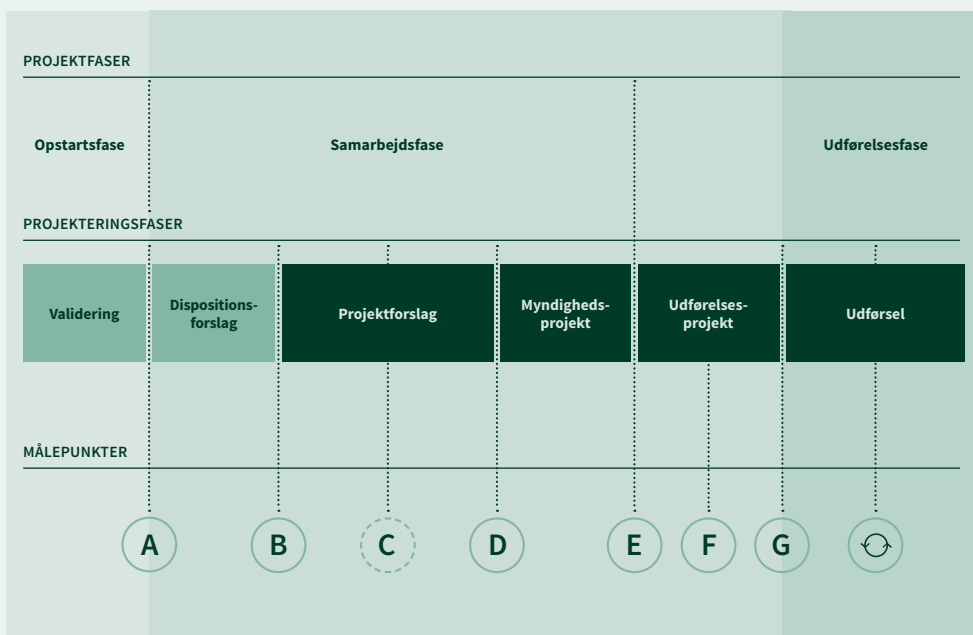 PROJEKTFASER
Opstartsfase
Samarbejdsfase
Udførelsesfase
PROJEKTERINGSFASER
Validering
Dispositions-
forslag
Projektforslag
Myndigheds-
projekt
Udførelses-
projekt
Udførsel
MÅLEPUNKTER
A
B
C
D
E
F
G